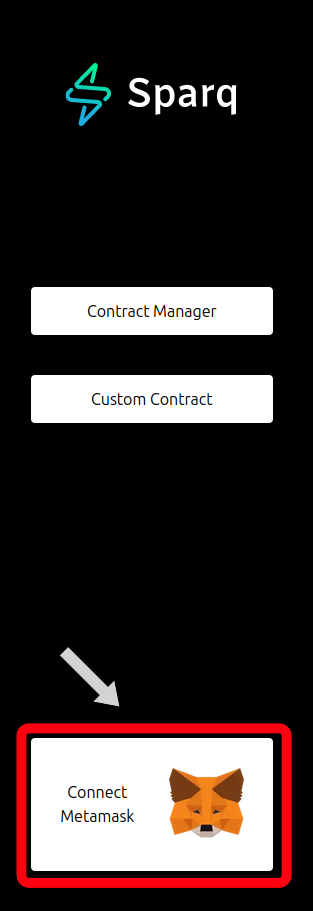 Sparq
Contract Manager
Custom Contract
Connect
Metamask